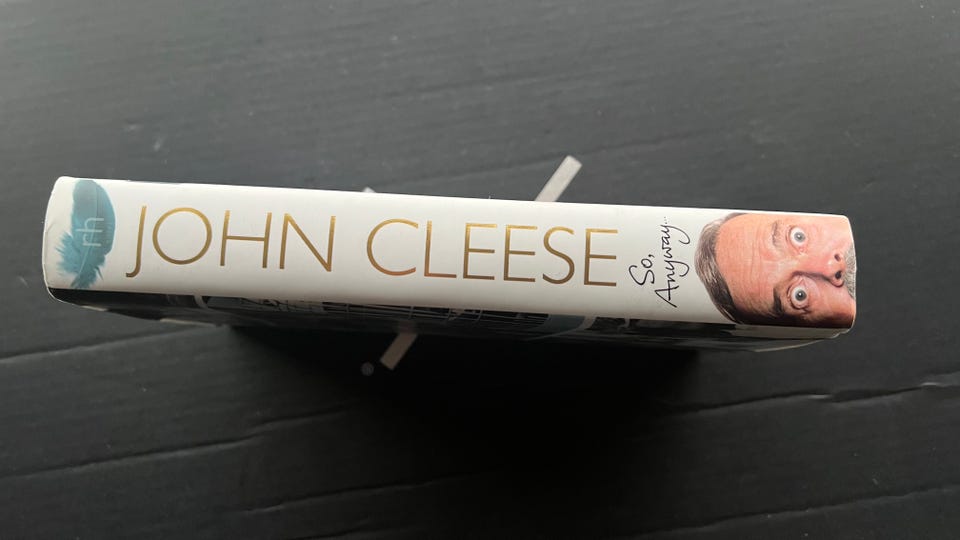 rh
JOHN CLEESE
So,
Anyway...